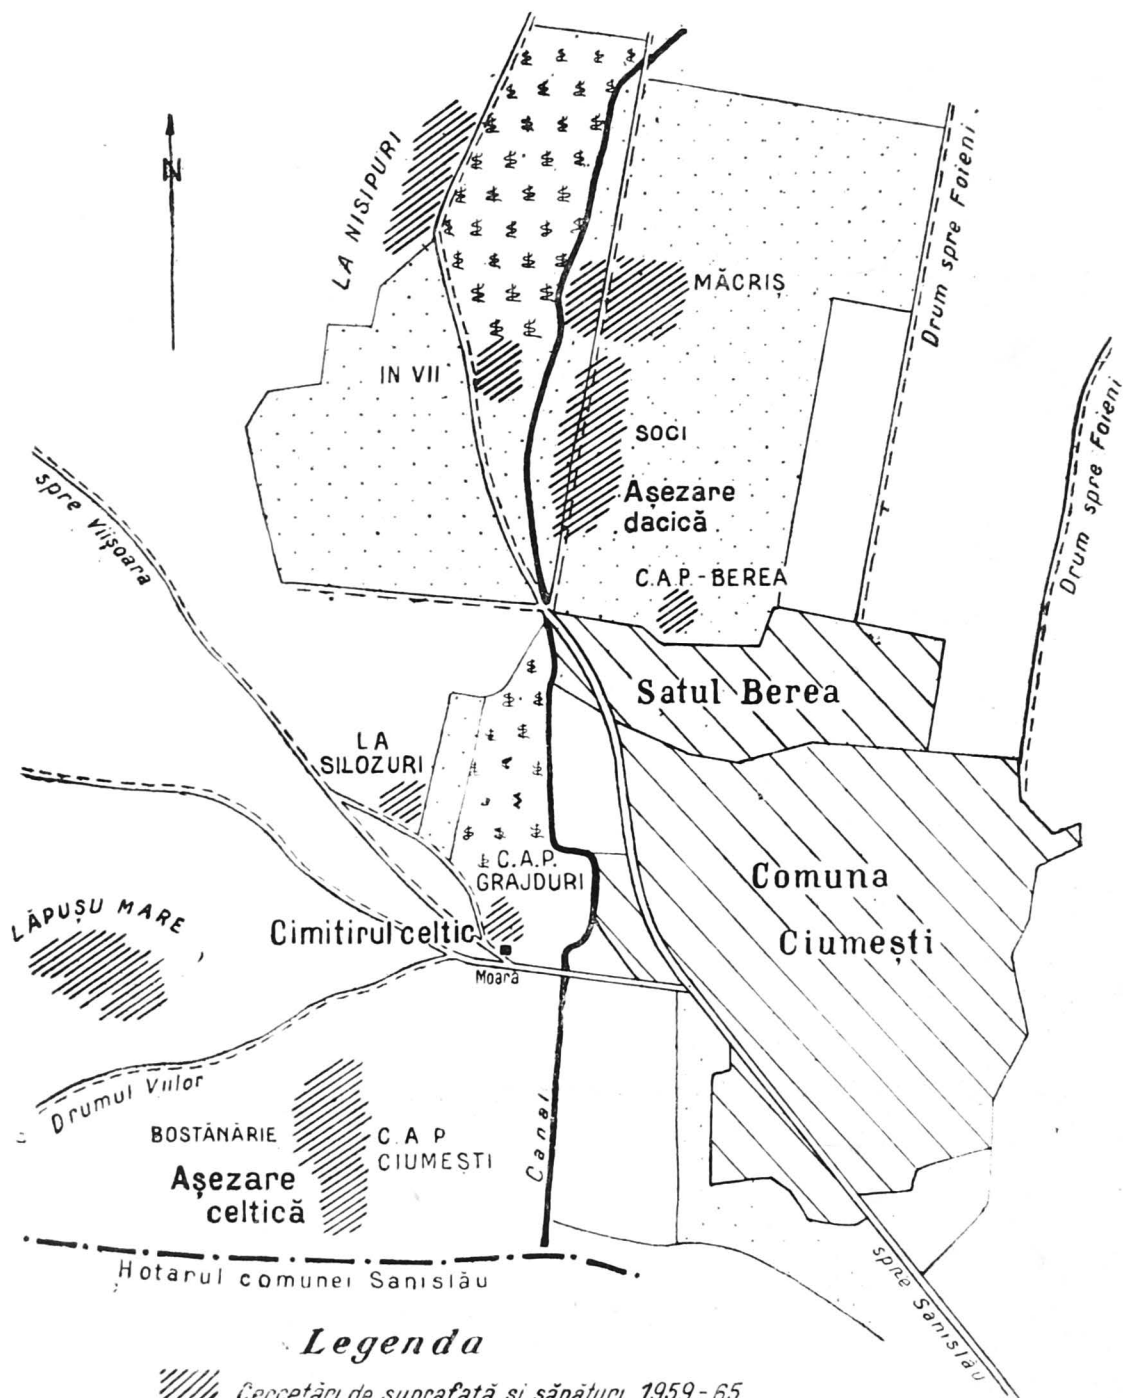 N
LA NISIPURI
MĂCRIȘ
Drum spre Foieni
IN VII
SOCI
Așezare
dacică
spre Viișoara
Drum spre Foieni
C.A.P.-BEREA
Satul Berea
LA
SILOZURI
C.A.P.
GRAJDURI
Comuna
Ciumești
LĂPUȘU MARE
Cimitirul celtic
Moară
Drumul Viilor
BOSTĂNĂRIE
C. A. P
CIUMEȘTI
Canal
Așezare
celtică
Hotarul comunei Sanislău
spre Sanislău
Legenda
Cercetări de suprafață și săpături 1959-65